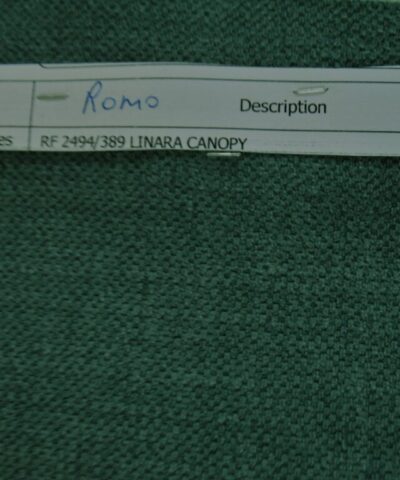 Romo Description
es RF 2494/389 LINARA CANOPY